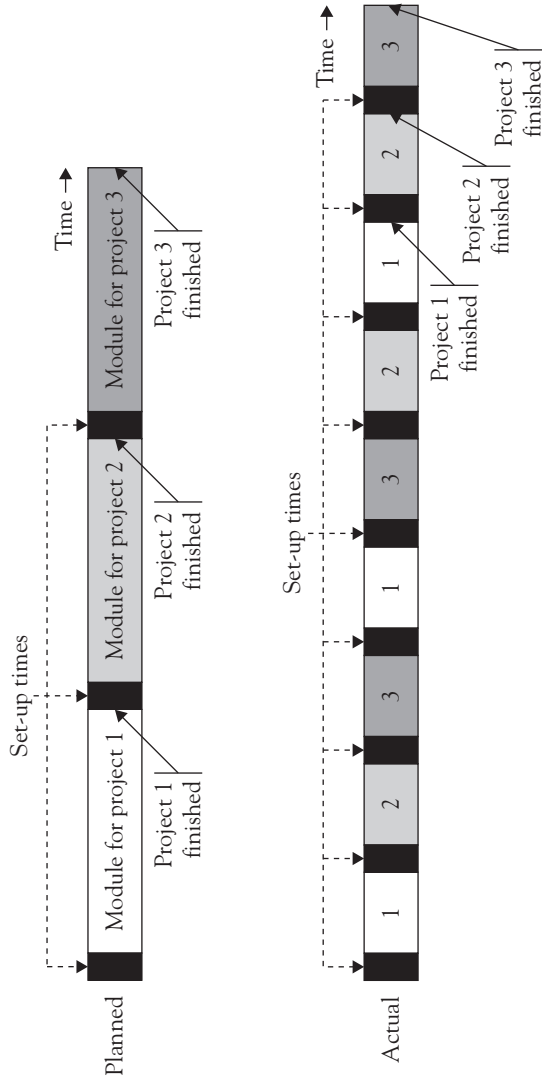 Time →
Set-up times
Planned
Module for project 1
Module for project 2
Module for project 3
Project 1
finished
Project 2
finished
Project 3
finished
Time →
Set-up times
Actual
1
2
3
1
3
2
1
2
3
Project 1
finished
Project 2
finished
Project 3
finished